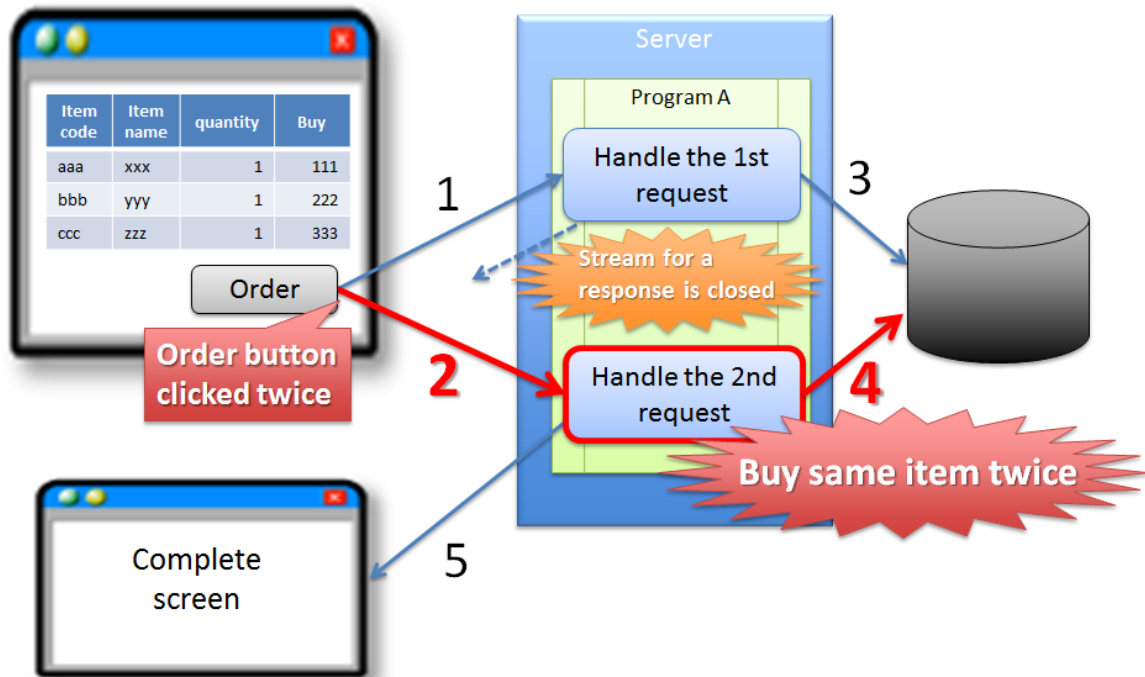 Server
Program A
Item code
Item name
quantity
Buy
aaa xxx 1 111
bbb yyy 1 222
ccc zzz 1 333
Order
Order button
clicked twice
1
Handle the 1st
request
3
Stream for a
response is closed
2
Handle the 2nd
request
4
Buy same item twice
5
Complete
screen